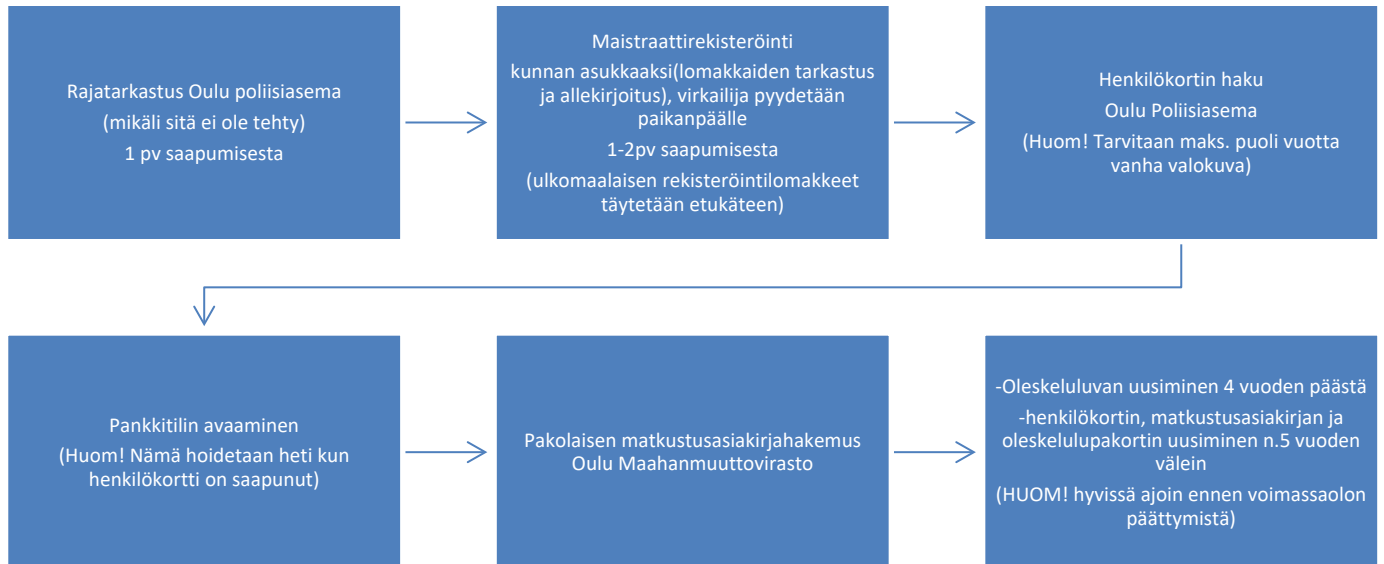 Rajatarkastus Oulu poliisiasema
(mikäli sitä ei ole tehty)
1 pv saapumisesta
Maistraattirekisteröinti
kunnan asukkaaksi(lomakkaiden tarkastus
ja allekirjoitus), virkailija pyydetään
paikanpäälle
1-2pv saapumisesta
(ulkomaalaisen rekisteröintilomakkeet
täytetään etukäteen)
Henkilökortin haku
Oulu Poliisiasema
(Huom! Tarvitaan maks. puoli vuotta
vanha valokuva)
Pankkitilin avaaminen
(Huom! Nämä hoidetaan heti kun
henkilökortti on saapunut)
Pakolaisen matkustusasiakirjahakemus
Oulu Maahanmuuttovirasto
-Oleskeluluvan uusiminen 4 vuoden päästä
-henkilökortin, matkustusasiakirjan ja
oleskelulupakortin uusiminen n.5 vuoden
välein
(HUOM! hyvissä ajoin ennen voimassaolon
päättymistä)